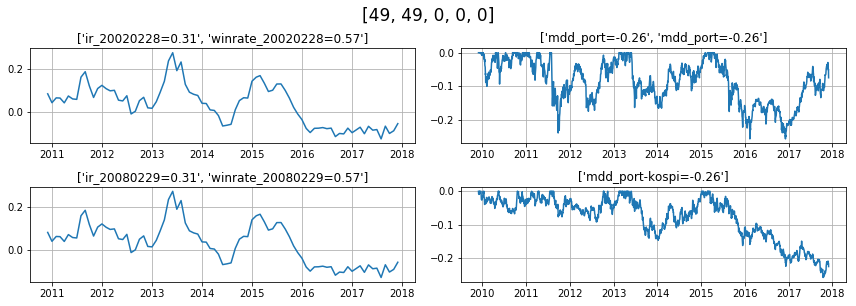 [49, 49, 0, 0, 0]
['ir_20020228=0.31', 'winrate_20020228=0.57']
0.2
0.0
2011 2012 2013 2014 2015 2016 2017 2018
['mdd_port=-0.26', 'mdd_port=-0.26']
0.0
−0.1
−0.2
2010 2011 2012 2013 2014 2015 2016 2017 2018
['ir_20080229=0.31', 'winrate_20080229=0.57']
0.2
0.0
2011 2012 2013 2014 2015 2016 2017 2018
['mdd_port-kospi=-0.26']
0.0
−0.1
−0.2
2010 2011 2012 2013 2014 2015 2016 2017 2018